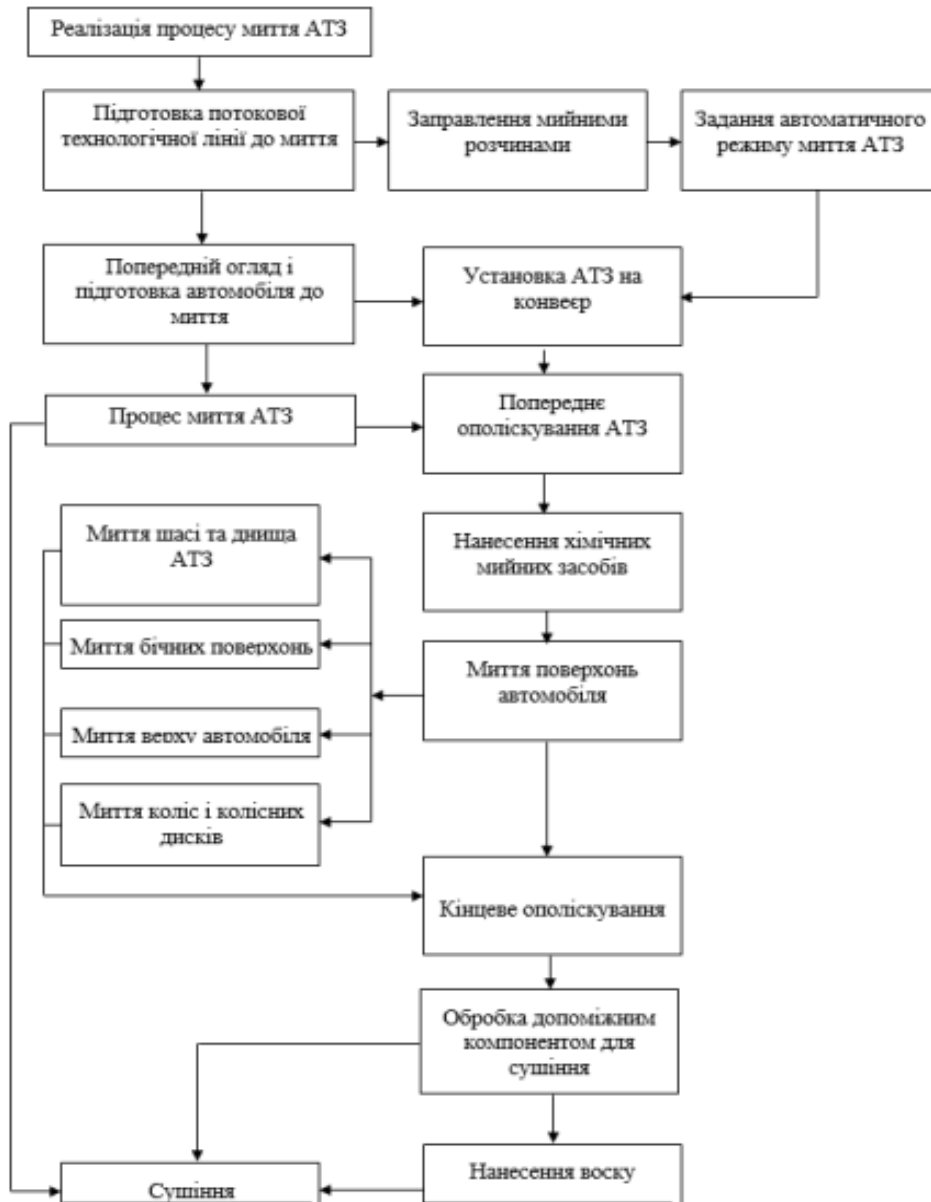 Реалізація процесу миття АТЗ
Підготовка потокової
технологічної лінії до миття
Заправлення мийними
розчинами
Задання автоматичного
режиму миття АТЗ
Попередній огляд і
підготовка автомобіля до
миття
Установка АТЗ на
конвеєр
Процес миття АТЗ
Попереднє
ополіскування АТЗ
Миття шасі та днища
АТЗ
Нанесення хімічних
мийних засобів
Миття бічних поверхонь
Миття поверхонь
автомобіля
Миття верху автомобіля
Миття коліс і колісних
дисків
Кінцеве ополіскування
Обробка допоміжним
компонентом для
сушіння
Нанесення воску
Сушіння